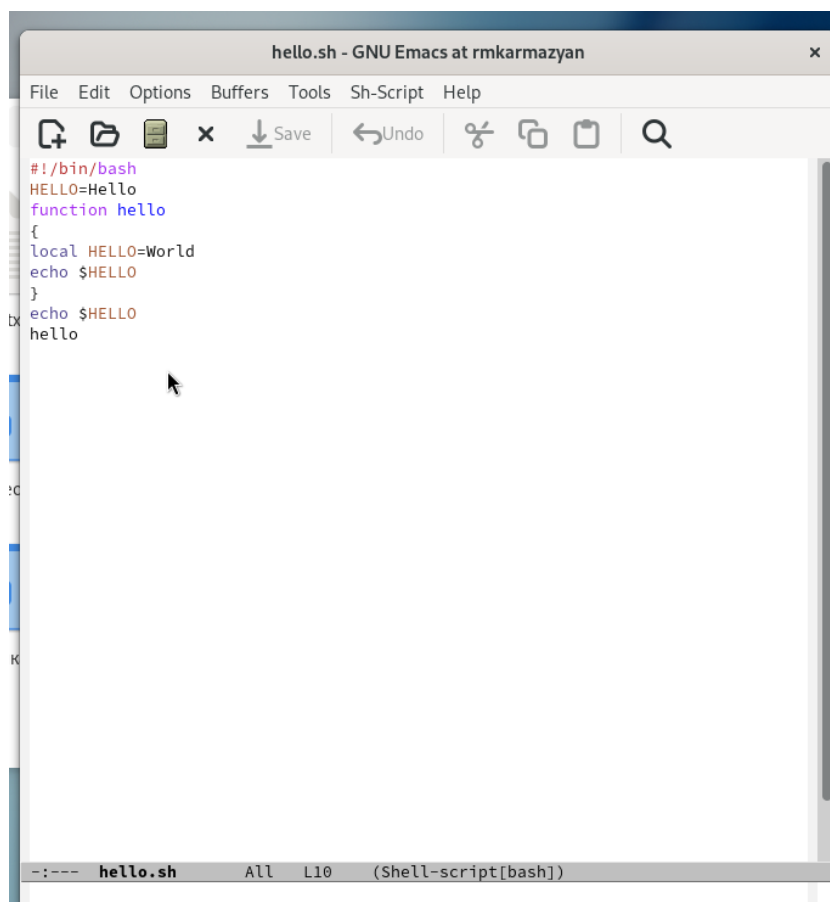 hello.sh - GNU Emacs at rmkarmazyan
File Edit Options Buffers Tools Sh-Script Help
Save Undo
#!/bin/bash
HELLO=Hello
function hello
{
local HELLO=World
echo $HELLO
}
echo $HELLO
hello
-:--- hello.sh All L10 (Shell-script[bash])